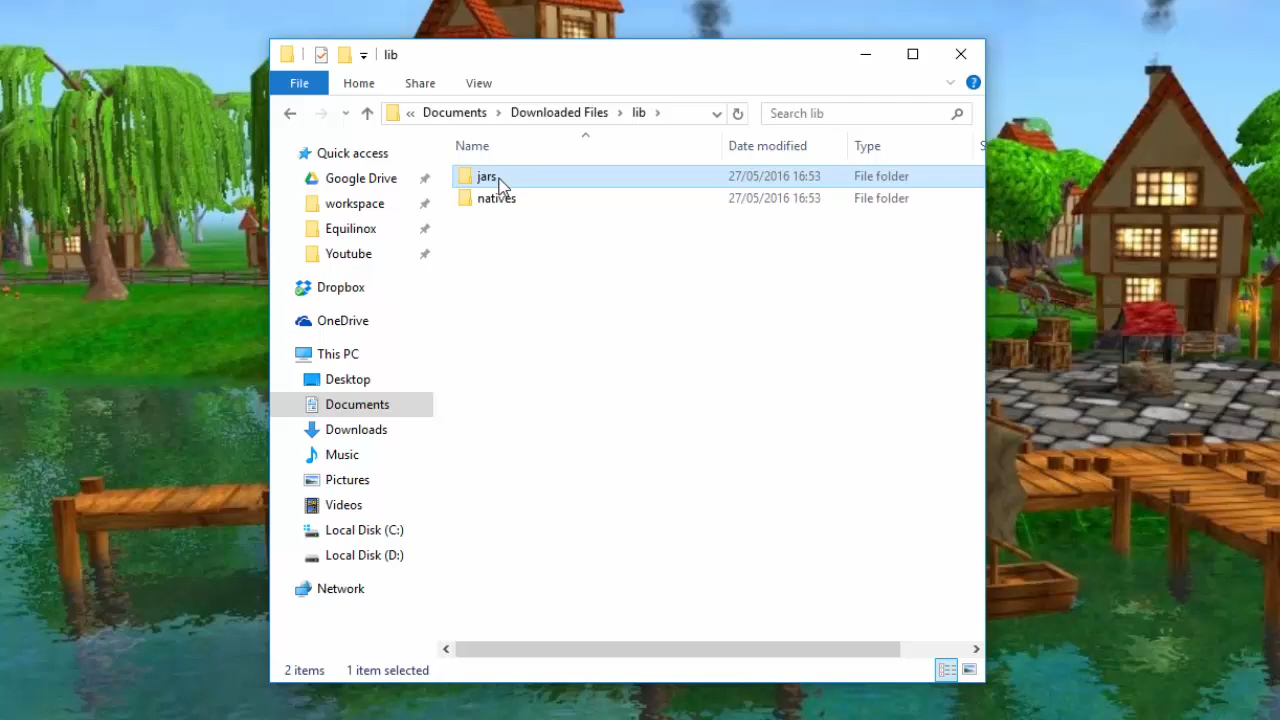 lib
File Home Share View
« Documents > Downloaded Files > lib > Search lib
Name Date modified Type S
Quick access
Google Drive
workspace
Equilinox
Youtube
Dropbox
OneDrive
This PC
Desktop
Documents
Downloads
Music
Pictures
Videos
Local Disk (C:)
Local Disk (D:)
Network
jars 27/05/2016 16:53 File folder
natives 27/05/2016 16:53 File folder
2 items 1 item selected